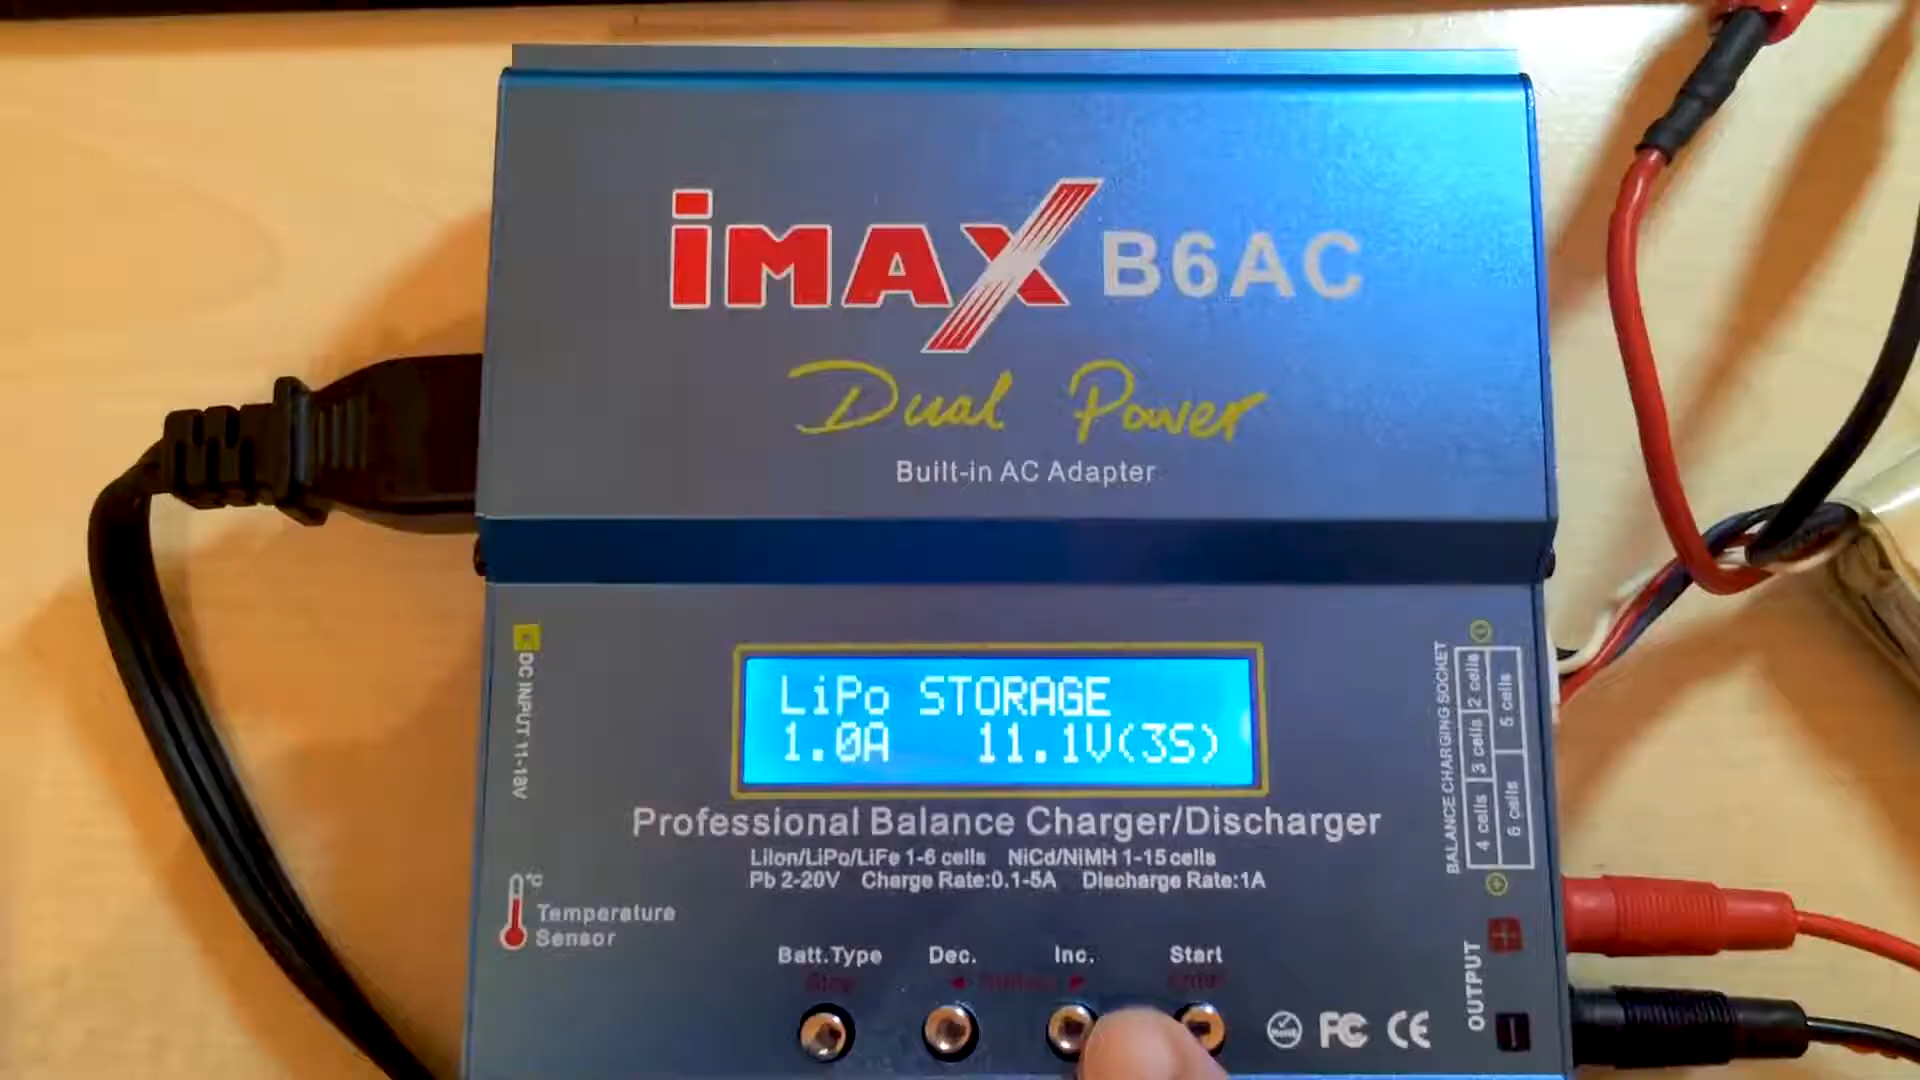 iMAX B6AC
Dual Power
Built-in AC Adapter
DC INPUT 11-18V
LiPo STORAGE
1.0A 11.1V(3S)
Professional Balance Charger/Discharger
LiIon/LiPo/LiFe 1-6 cells NiCd/NiMH 1-15 cells
Pb 2-20V Charge Rate:0.1-5A Discharge Rate:1A
°C
Temperature
Sensor
Batt.Type Dec. Inc. Start
Stop
BALANCE CHARGING SOCKET
2 cells
3 cells
4 cells
5 cells
6 cells
OUTPUT
FC CE